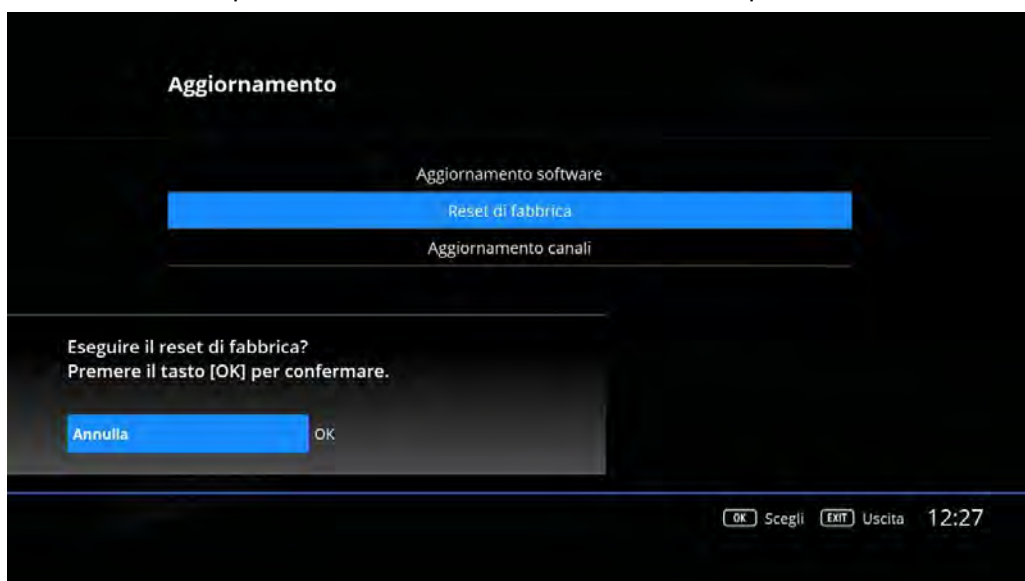 Aggiornamento
Aggiornamento software
Reset di fabbrica
Aggiornamento canali
Eseguire il reset di fabbrica?
Premere il tasto [OK] per confermare.
Annulla OK
OK Scegli EXIT Uscita 12:27